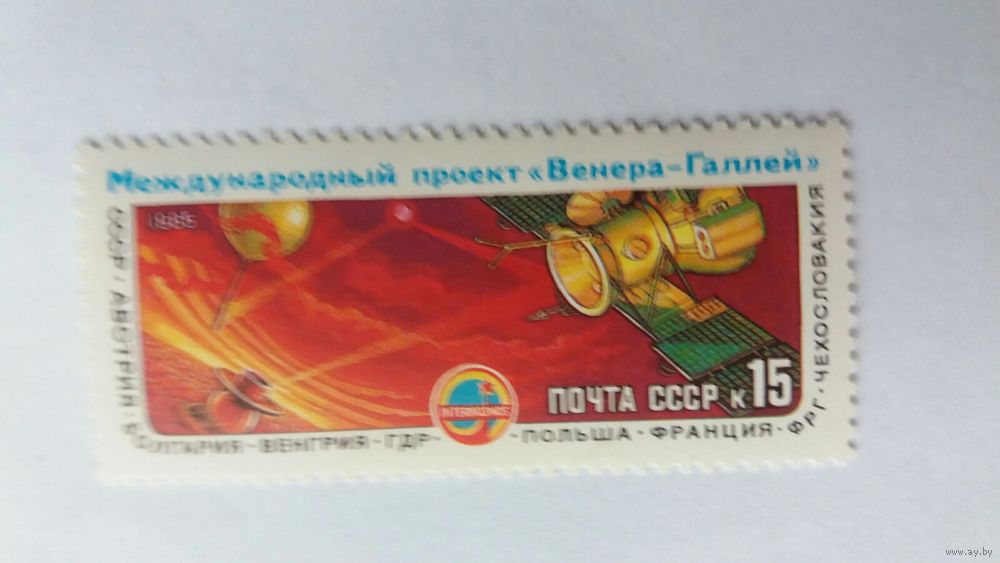 Международный проект «Венера-Галлей»
1985
СССР · АВСТРИЯ · БОЛГАРИЯ · ВЕНГРИЯ · ГДР · ПОЛЬША · ФРАНЦИЯ · ФРГ · ЧЕХОСЛОВАКИЯ
INTERKOSMOS
ПОЧТА СССР к 15
www.ay.by